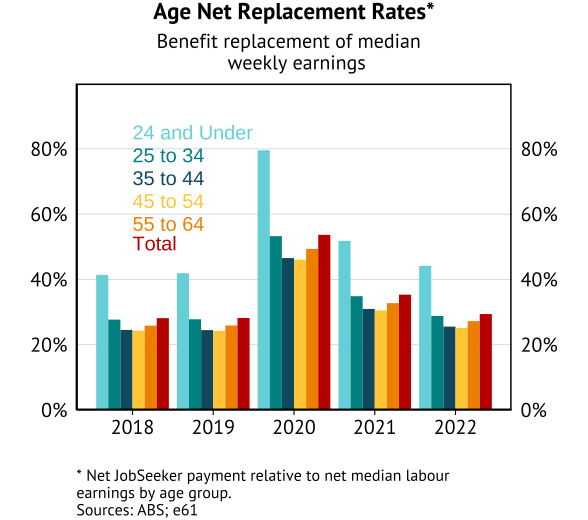 Age Net Replacement Rates*
Benefit replacement of median
weekly earnings
24 and Under
25 to 34
35 to 44
45 to 54
55 to 64
Total
80%
60%
40%
20%
0%
80%
60%
40%
20%
0%
2018
2019
2020
2021
2022
* Net JobSeeker payment relative to net median labour
earnings by age group.
Sources: ABS; e61